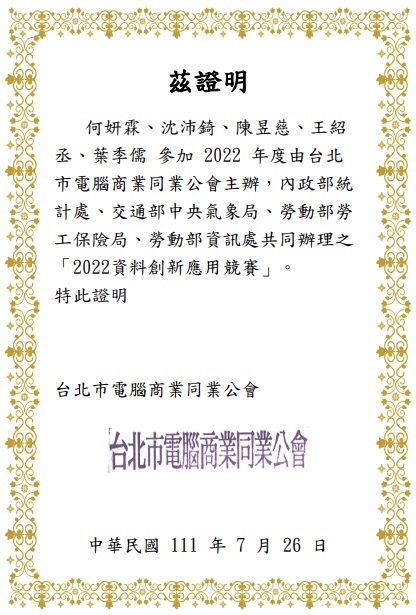 茲證明
何妍霖、沈沛錡、陳昱慈、王紹
丞、葉季儒 參加 2022 年度由台北
市電腦商業同業公會主辦，內政部統
計處、交通部中央氣象局、勞動部勞
工保險局、勞動部資訊處共同辦理之
「2022資料創新應用競賽」。
特此證明
台北市電腦商業同業公會
台北市電腦商業同業公會
中華民國 111 年 7 月 26 日